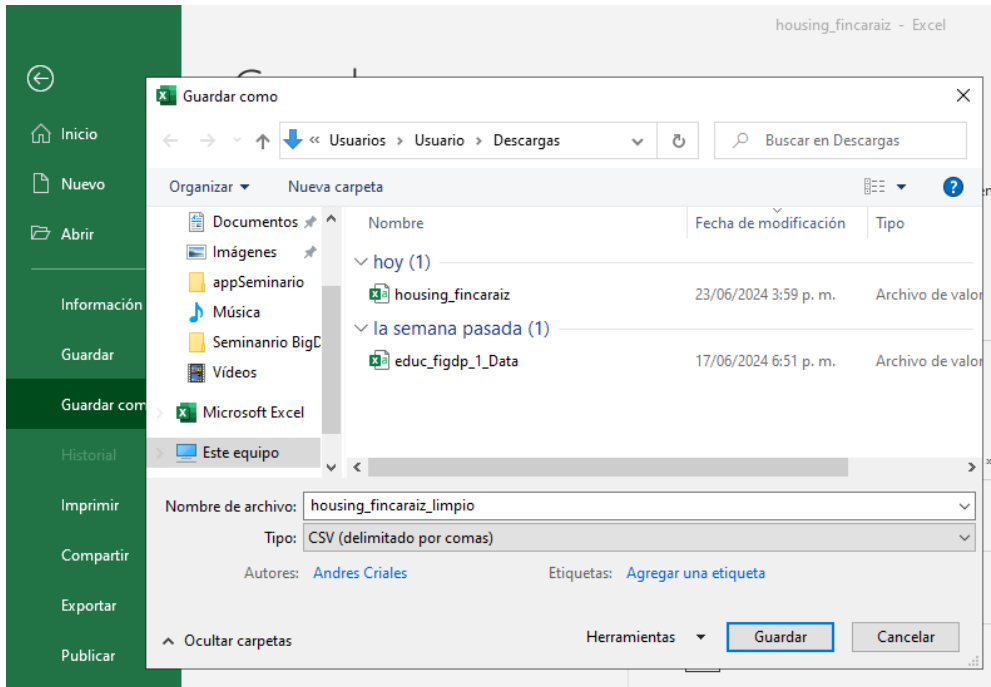 housing_fincaraiz - Excel
Guardar como
« Usuarios > Usuario > Descargas
Buscar en Descargas
Organizar
Nueva carpeta
?
Inicio
Nuevo
Abrir
Información
Guardar
Guardar com
Historial
Imprimir
Compartir
Exportar
Publicar
Documentos
Imágenes
appSeminario
Música
Seminanrio BigD
Vídeos
Microsoft Excel
Este equipo
Nombre Fecha de modificación Tipo
hoy (1)
housing_fincaraiz 23/06/2024 3:59 p. m. Archivo de valor
la semana pasada (1)
educ_figdp_1_Data 17/06/2024 6:51 p. m. Archivo de valor
Nombre de archivo: housing_fincaraiz_limpio
Tipo: CSV (delimitado por comas)
Autores: Andres Criales Etiquetas: Agregar una etiqueta
Ocultar carpetas Herramientas Guardar Cancelar